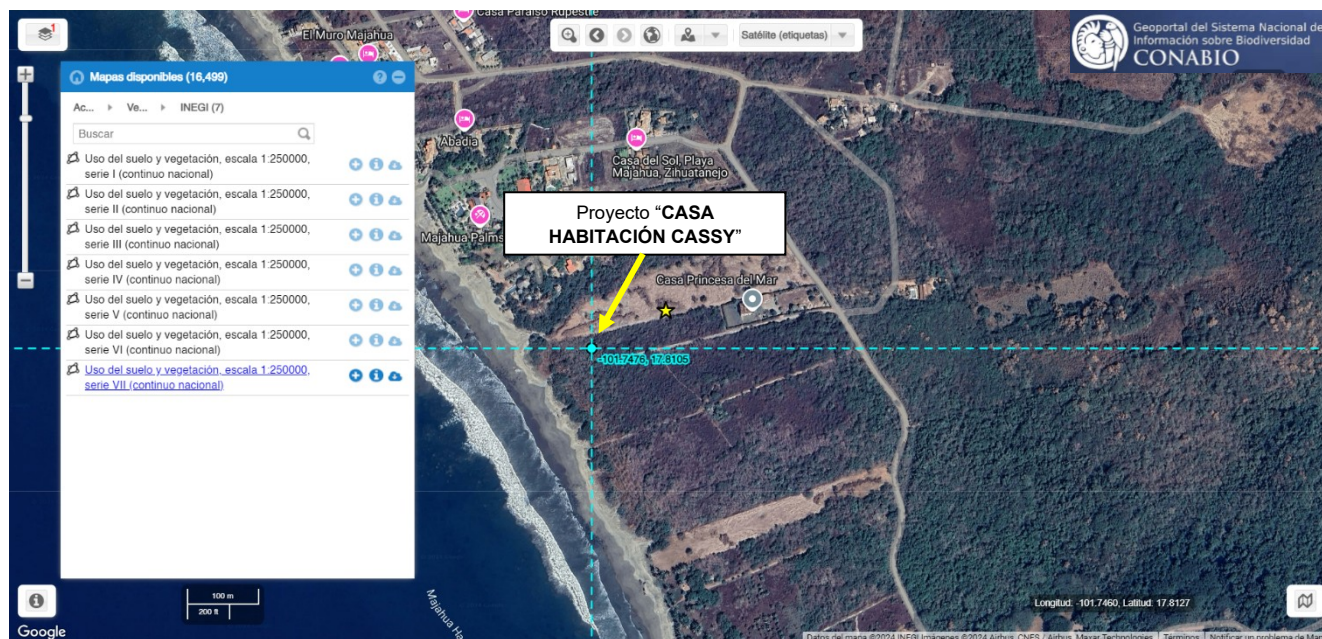 1
Casa Paraíso Rupestre
El Muro Majahua
Satélite (etiquetas)
Geoportal del Sistema Nacional de
Información sobre Biodiversidad
CONABIO
Mapas disponibles (16,499)
Ac... Ve... INEGI (7)
Buscar
Uso del suelo y vegetación, escala 1:250000,
serie I (continuo nacional)
Uso del suelo y vegetación, escala 1:250000,
serie II (continuo nacional)
Uso del suelo y vegetación, escala 1:250000,
serie III (continuo nacional)
Uso del suelo y vegetación, escala 1:250000,
serie IV (continuo nacional)
Uso del suelo y vegetación, escala 1:250000,
serie V (continuo nacional)
Uso del suelo y vegetación, escala 1:250000,
serie VI (continuo nacional)
Uso del suelo y vegetación, escala 1:250000,
serie VII (continuo nacional)
Abadia
Casa del Sol, Playa
Majahua, Zihuatanejo
Proyecto “CASA
HABITACIÓN CASSY”
Majahua Palms
Casa Princesa del Mar
-101.7476, 17.8105
100 m
200 ft
Majahua
Longitud: -101.7460, Latitud: 17.8127
Google
Datos del mapa ©2024 INEGI Imágenes ©2024 Airbus, CNES / Airbus, Maxar Technologies
Términos
Notificar un problema de